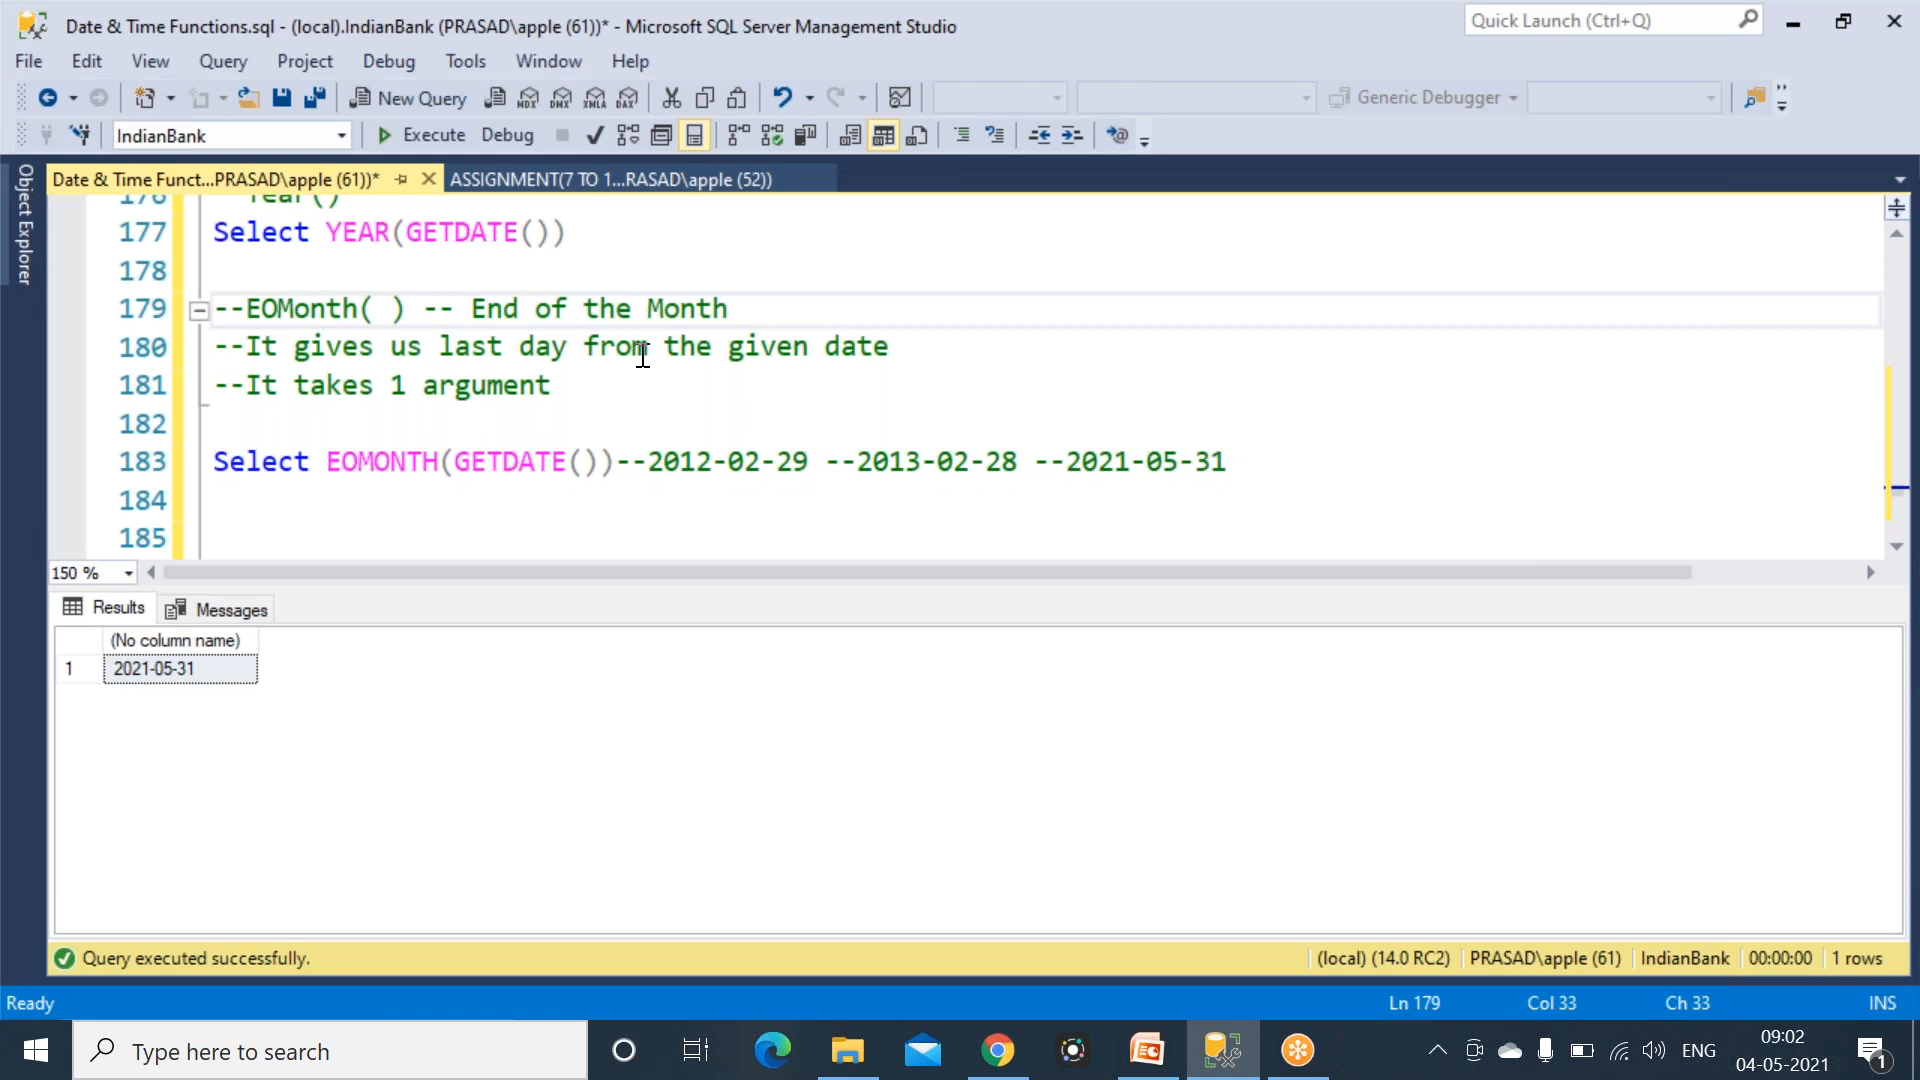 Date & Time Functions.sql - (local).IndianBank (PRASAD\apple (61))* - Microsoft SQL Server Management Studio
Quick Launch (Ctrl+Q)
File Edit View Query Project Debug Tools Window Help
New Query MDX DMX XMLA DAX Generic Debugger
IndianBank Execute Debug
Object Explorer
Date & Time Funct...PRASAD\apple (61))* ASSIGNMENT(7 TO 1...RASAD\apple (52))
176 --Year()
177 Select YEAR(GETDATE())
178
179 --EOMonth( ) -- End of the Month
180 --It gives us last day from the given date
181 --It takes 1 argument
182
183 Select EOMONTH(GETDATE())--2012-02-29 --2013-02-28 --2021-05-31
184
185
150 %
Results Messages
(No column name)
1 2021-05-31
Query executed successfully. (local) (14.0 RC2) PRASAD\apple (61) IndianBank 00:00:00 1 rows
Ready Ln 179 Col 33 Ch 33 INS
Type here to search ENG 09:02
04-05-2021 1